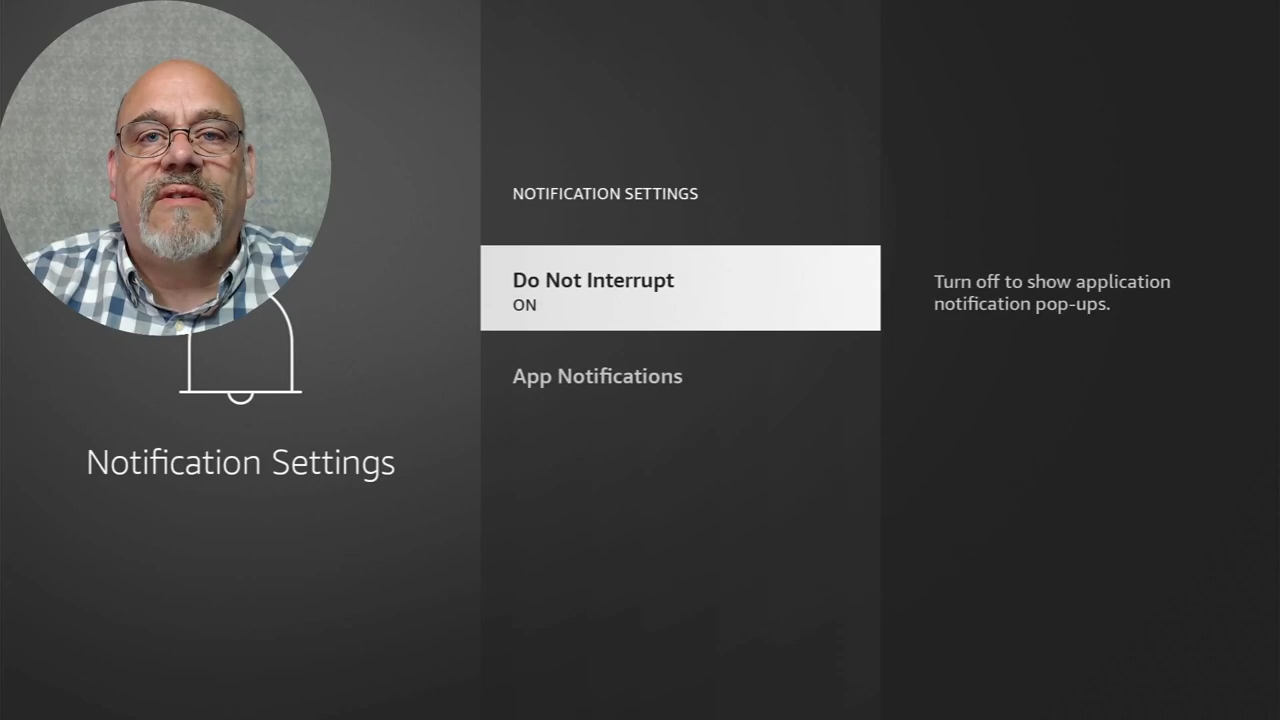 NOTIFICATION SETTINGS
Do Not Interrupt
ON
Turn off to show application
notification pop-ups.
App Notifications
Notification Settings